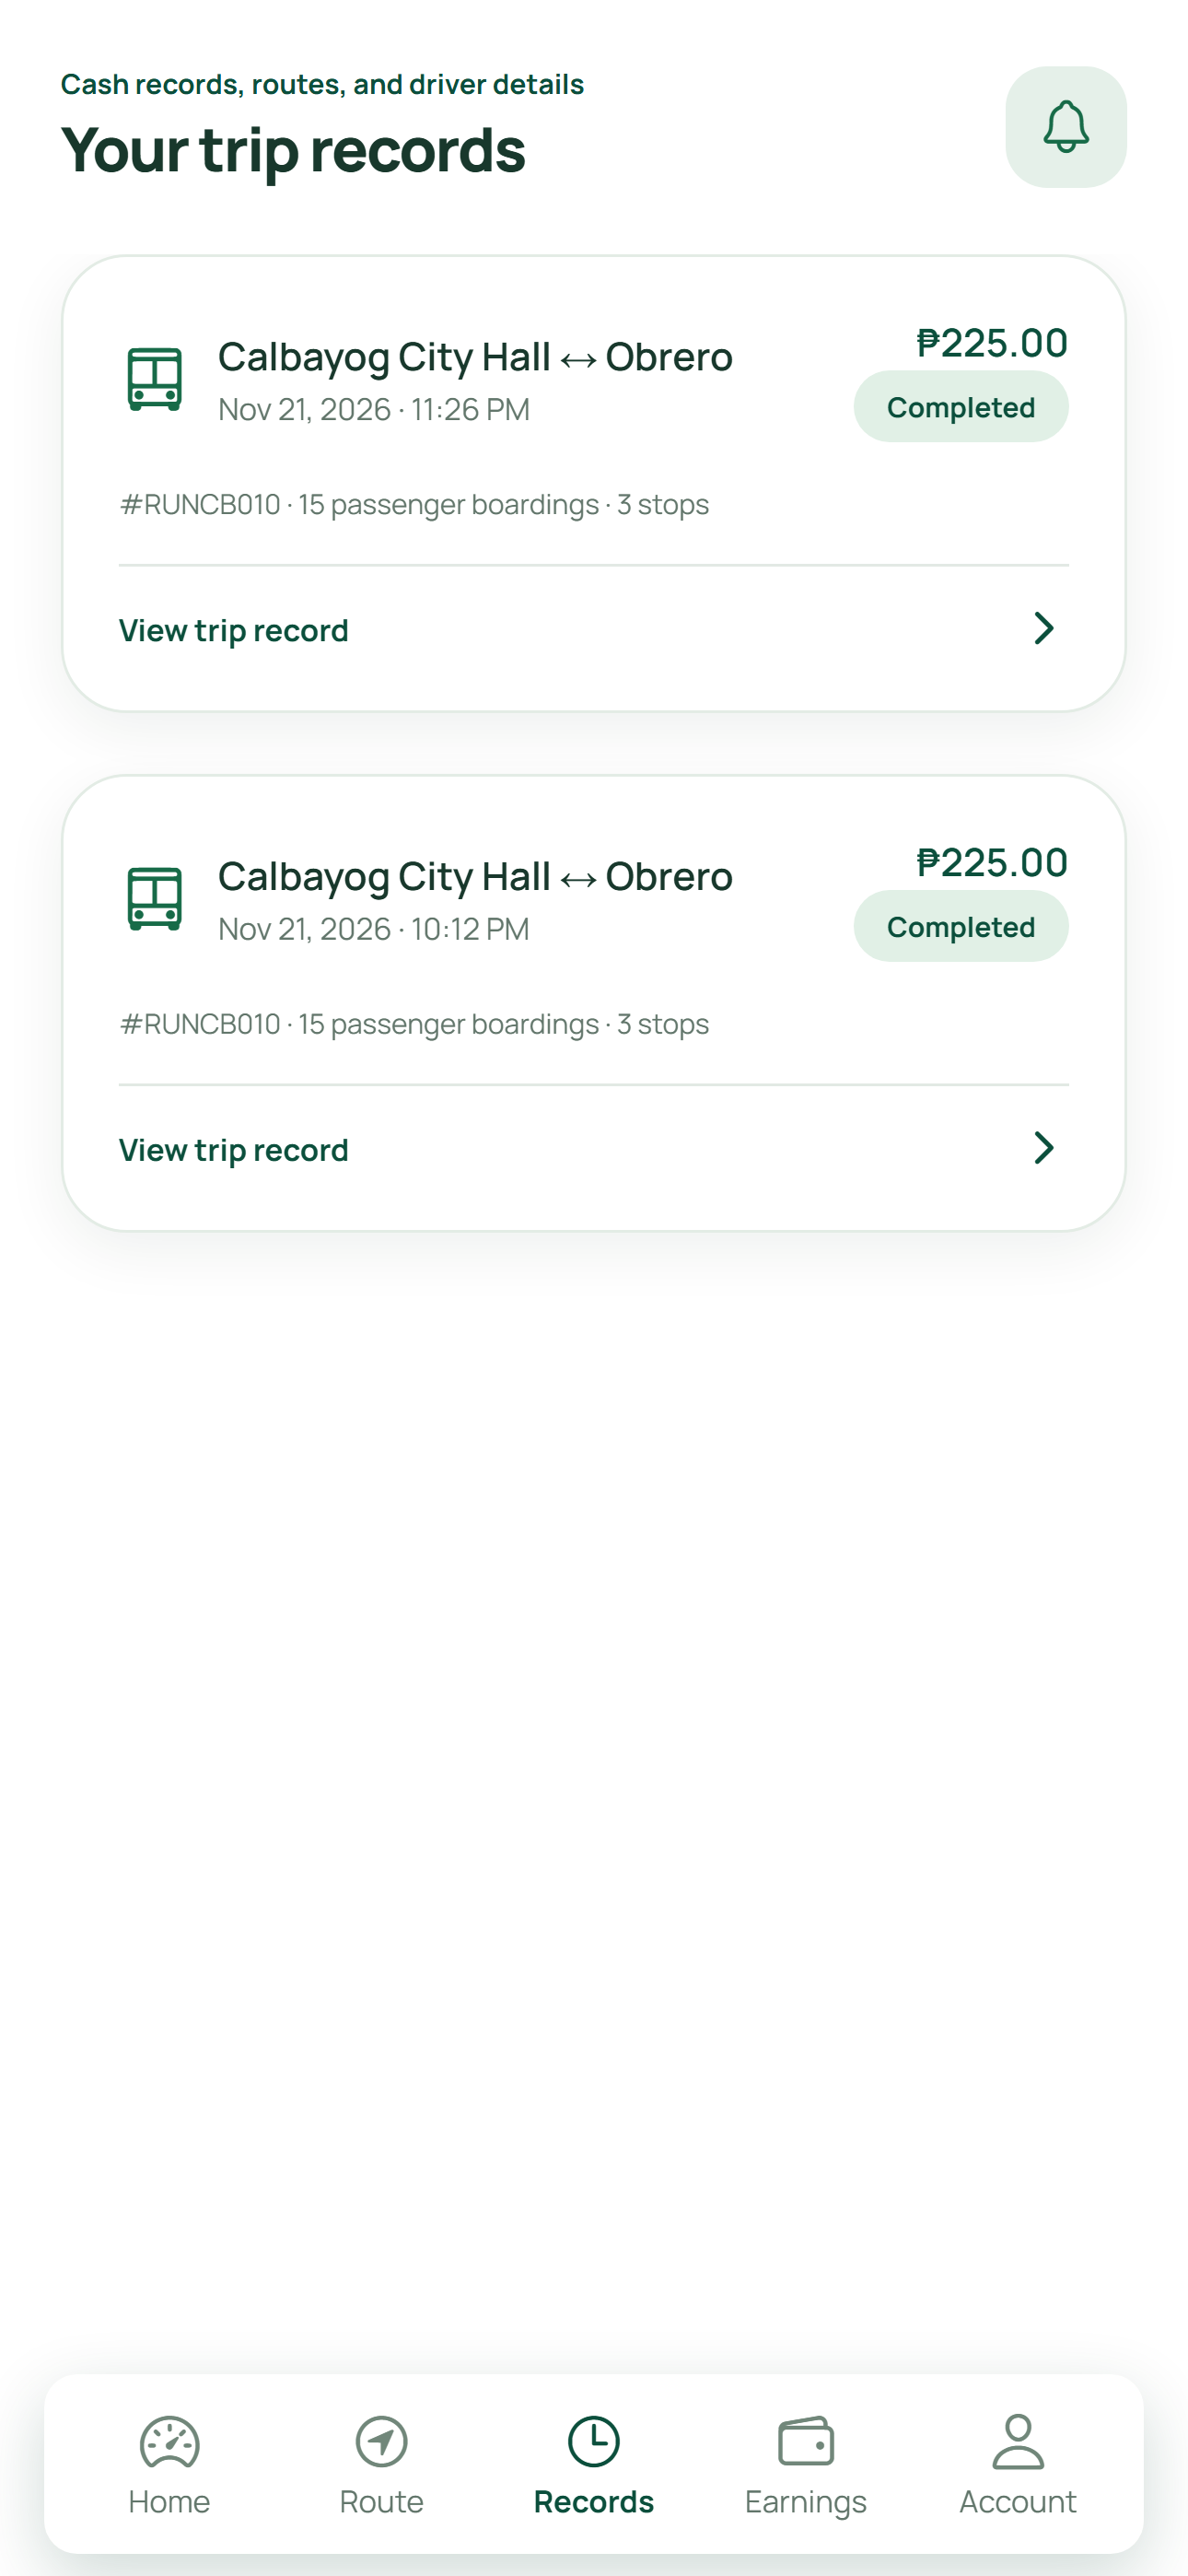 Cash records, routes, and driver details
Your trip records
Calbayog City Hall ↔ Obrero
₱225.00
Nov 21, 2026 · 11:26 PM
Completed
#RUNCB010 · 15 passenger boardings · 3 stops
View trip record
Calbayog City Hall ↔ Obrero
₱225.00
Nov 21, 2026 · 10:12 PM
Completed
#RUNCB010 · 15 passenger boardings · 3 stops
View trip record
Home
Route
Records
Earnings
Account